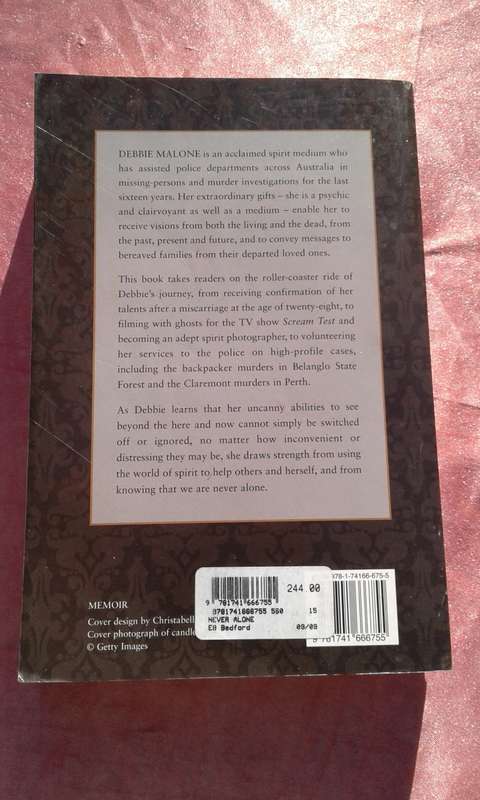 DEBBIE MALONE is an acclaimed spirit medium who
has assisted police departments across Australia in
missing-persons and murder investigations for the last
sixteen years. Her extraordinary gifts – she is a psychic
and clairvoyant as well as a medium – enable her to
receive visions from both the living and the dead, from
the past, present and future, and to convey messages to
bereaved families from their departed loved ones.
This book takes readers on the roller-coaster ride of
Debbie's journey, from receiving confirmation of her
talents after a miscarriage at the age of twenty-eight, to
filming with ghosts for the TV show Scream Test and
becoming an adept spirit photographer, to volunteering
her services to the police on high-profile cases,
including the backpacker murders in Belanglo State
Forest and the Claremont murders in Perth.
As Debbie learns that her uncanny abilities to see
beyond the here and now cannot simply be switched
off or ignored, no matter how inconvenient or
distressing they may be, she draws strength from using
the world of spirit to help others and herself, and from
knowing that we are never alone.
MEMOIR
Cover design by
Cover photograph of
© Getty Images
244.00
9 781741 666755
9781741666755 560 15
NEVER ALONE
EH Bedford 09/09
978-1-74166-675-5
9 781741 666755